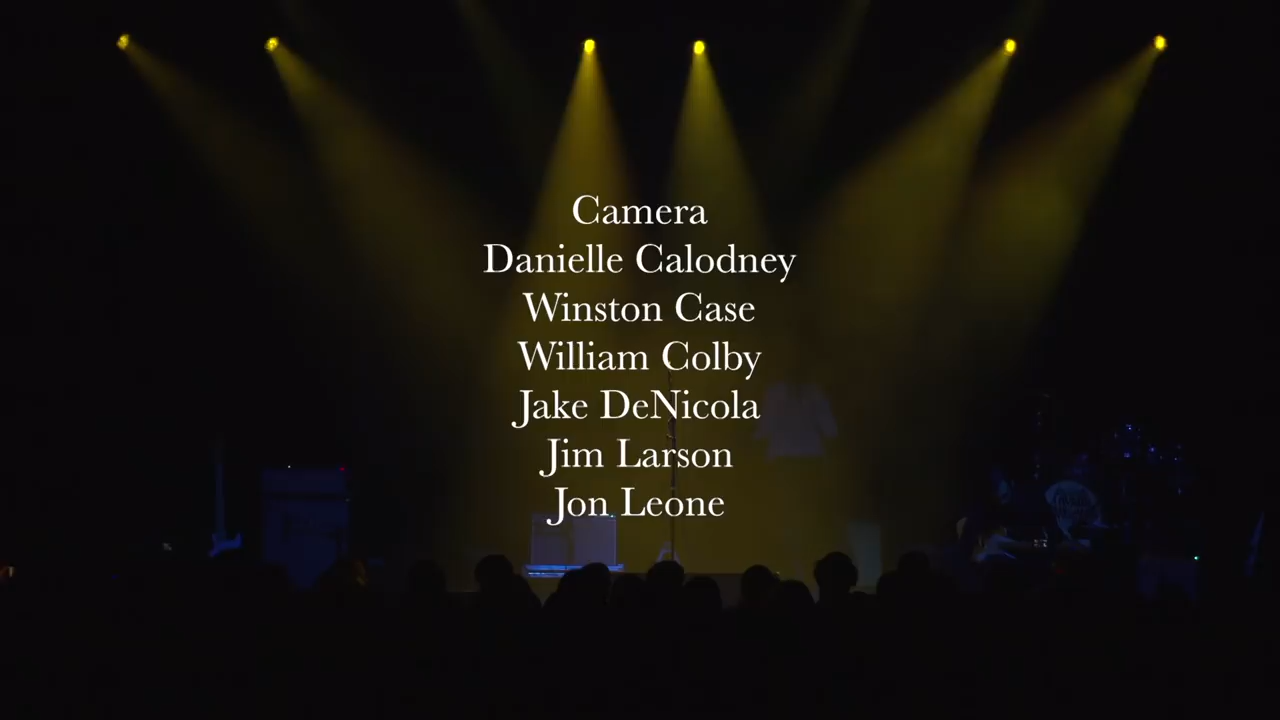 Camera
Danielle Calodney
Winston Case
William Colby
Jake DeNicola
Jim Larson
Jon Leone